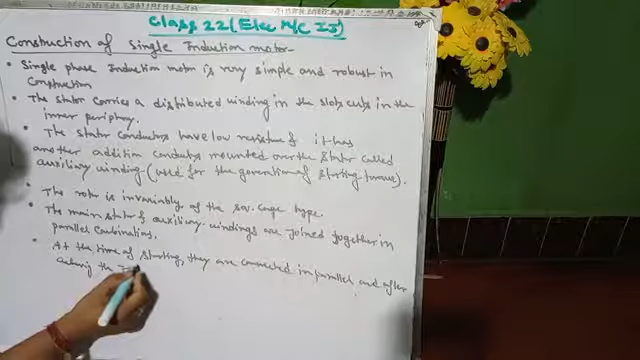 Class 22 (Elec M/C II)
Construction of Single Induction motor
• Single phase Induction motor is very simple and robust in
Construction
• The stator carries a distributed winding in the slots cuts in the
inner periphery.
• The stator conductors have low resistance & it has
another addition conductors mounted over the stator called
auxiliary winding (used for the generation of starting torque).
• The rotor is invariably of the sq. cage type.
• The main stator & auxiliary windings are joined together in
parallel Combinations.
• At the time of starting, they are connected in parallel and after
the